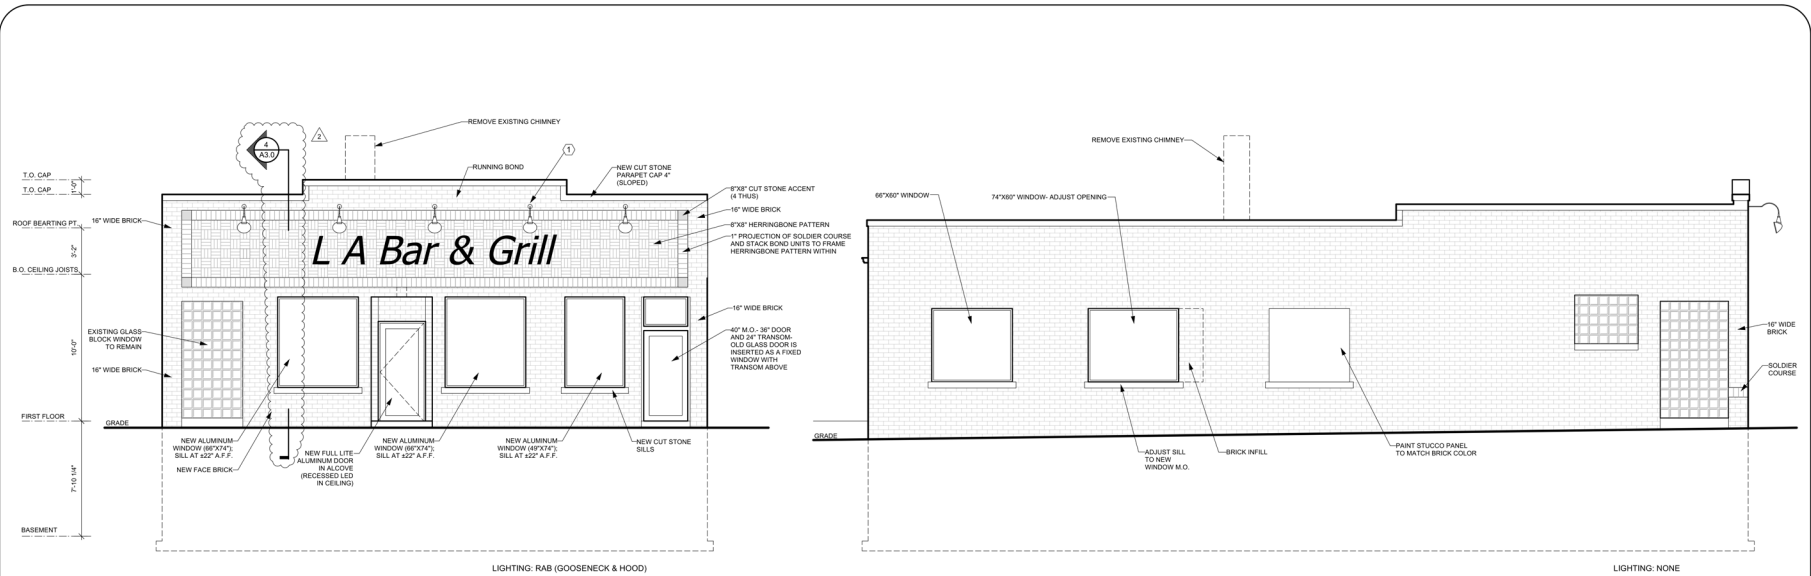 REMOVE EXISTING CHIMNEY
2
4
A3.0
1
T.O. CAP
1'-0"
T.O. CAP
RUNNING BOND
NEW CUT STONE
PARAPET CAP 4"
(SLOPED)
8"X8" CUT STONE ACCENT
(4 THUS)
16" WIDE BRICK
ROOF BEARTING PT.
16" WIDE BRICK
8"X8" HERRINGBONE PATTERN
1" PROJECTION OF SOLDIER COURSE
AND STACK BOND UNITS TO FRAME
HERRINGBONE PATTERN WITHIN
3'-2"
L A Bar & Grill
B.O. CEILING JOISTS
16" WIDE BRICK
EXISTING GLASS
BLOCK WINDOW
TO REMAIN
10'-0"
40" M.O.- 36" DOOR
AND 24" TRANSOM-
OLD GLASS DOOR IS
INSERTED AS A FIXED
WINDOW WITH
TRANSOM ABOVE
16" WIDE BRICK
FIRST FLOOR
GRADE
NEW ALUMINUM
WINDOW (66"X74");
SILL AT ±22" A.F.F.
NEW FACE BRICK
NEW FULL LITE
ALUMINUM DOOR
IN ALCOVE
(RECESSED LED
IN CEILING)
NEW ALUMINUM
WINDOW (66"X74");
SILL AT ±22" A.F.F.
NEW ALUMINUM
WINDOW (49"X74");
SILL AT ±22" A.F.F.
NEW CUT STONE
SILLS
7'-10 1/4"
BASEMENT
LIGHTING: RAB (GOOSENECK & HOOD)
REMOVE EXISTING CHIMNEY
66"X60" WINDOW
74"X60" WINDOW- ADJUST OPENING
16" WIDE
BRICK
SOLDIER
COURSE
GRADE
ADJUST SILL
TO NEW
WINDOW M.O.
BRICK INFILL
PAINT STUCCO PANEL
TO MATCH BRICK COLOR
LIGHTING: NONE